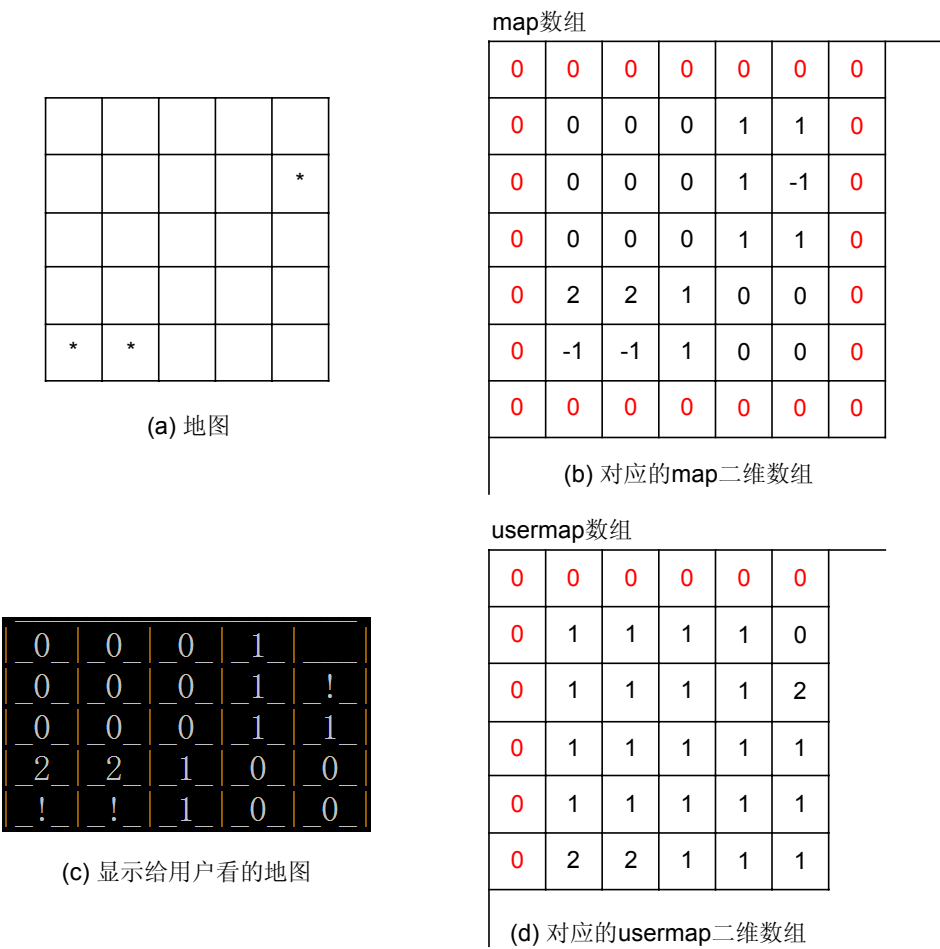 map数组
0 0 0 0 0 0 0
0 0 0 0 1 1 0
0 0 0 0 1 -1 0
0 0 0 0 1 1 0
0 2 2 1 0 0 0
0 -1 -1 1 0 0 0
0 0 0 0 0 0 0
(b) 对应的map二维数组
*
* *
(a) 地图
usermap数组
0 0 0 0 0 0
0 1 1 1 1 0
0 1 1 1 1 2
0 1 1 1 1 1
0 1 1 1 1 1
0 2 2 1 1 1
(d) 对应的usermap二维数组
|_0_|_0_|_0_|_1_|___|
|_0_|_0_|_0_|_1_|_!_|
|_0_|_0_|_0_|_1_|_1_|
|_2_|_2_|_1_|_0_|_0_|
|_!_|_!_|_1_|_0_|_0_|
(c) 显示给用户看的地图